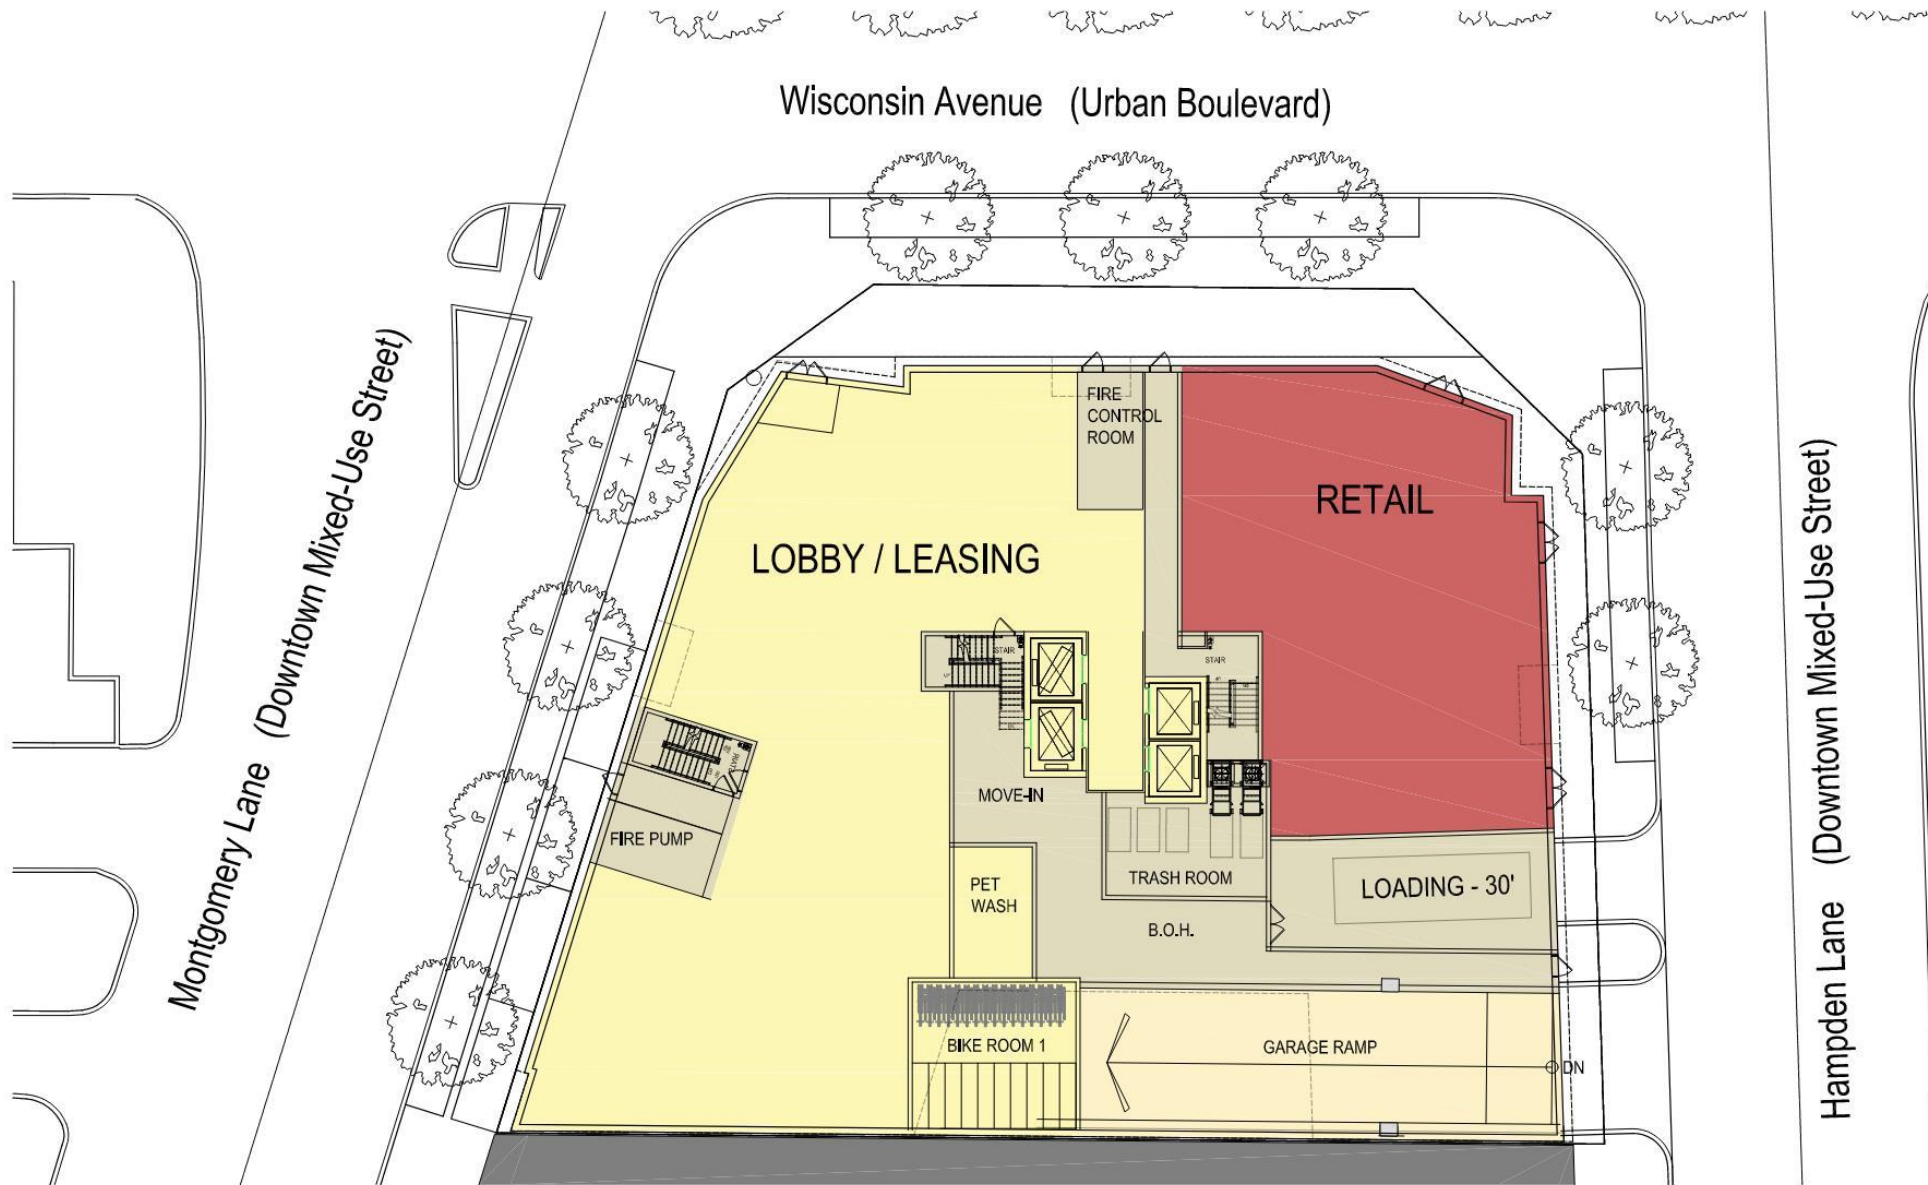 Wisconsin Avenue (Urban Boulevard)
Montgomery Lane (Downtown Mixed-Use Street)
Hampden Lane (Downtown Mixed-Use Street)
FIRE
CONTROL
ROOM
RETAIL
LOBBY / LEASING
STAIR
STAIR
STAIR
MOVE-IN
FIRE PUMP
PET
WASH
TRASH ROOM
LOADING - 30'
B.O.H.
BIKE ROOM 1
GARAGE RAMP
DN